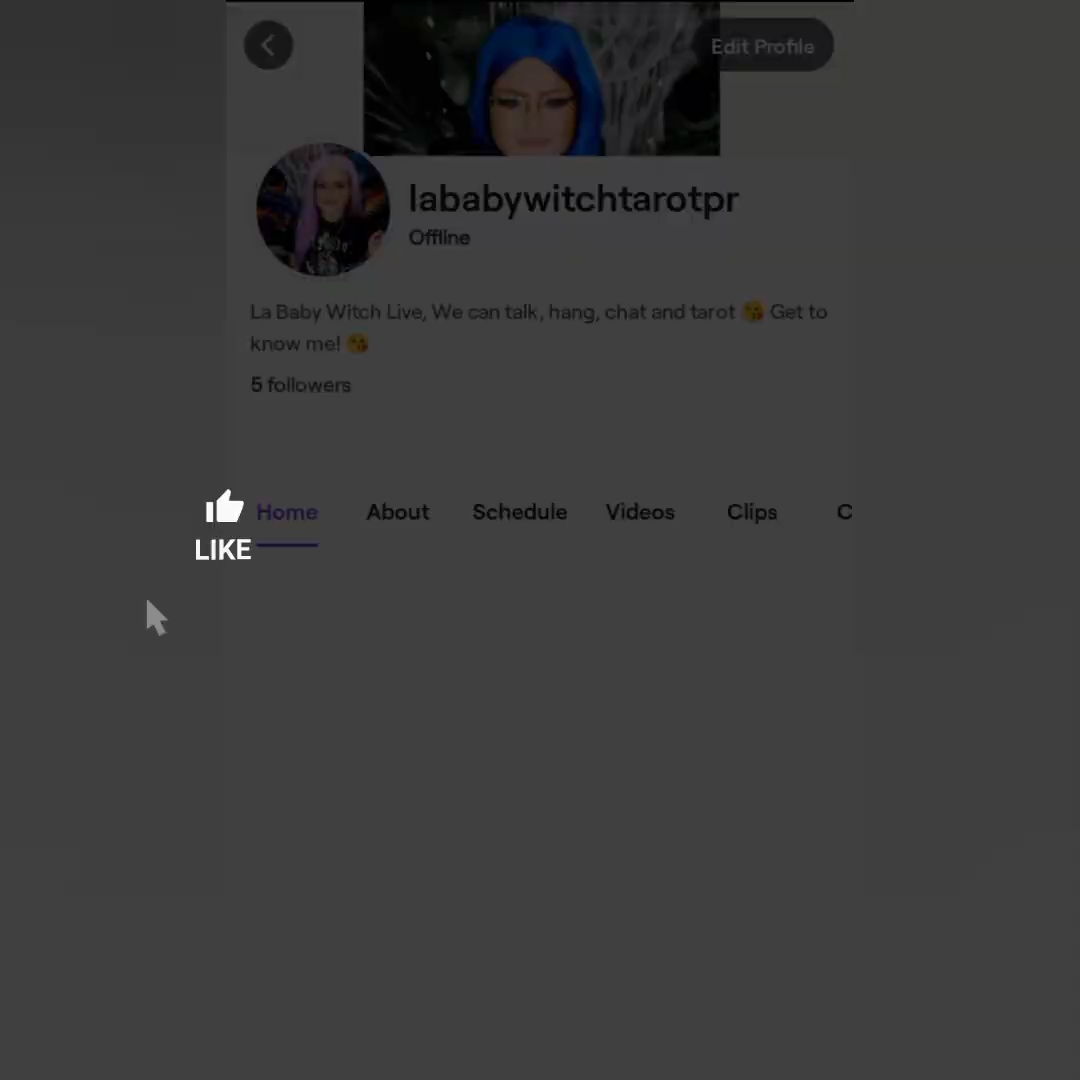 Edit Profile
lababywitchtarotpr
Offline
La Baby Witch Live, We can talk, hang, chat and tarot 😘 Get to
know me! 😘
5 followers
Home About Schedule Videos Clips C
LIKE